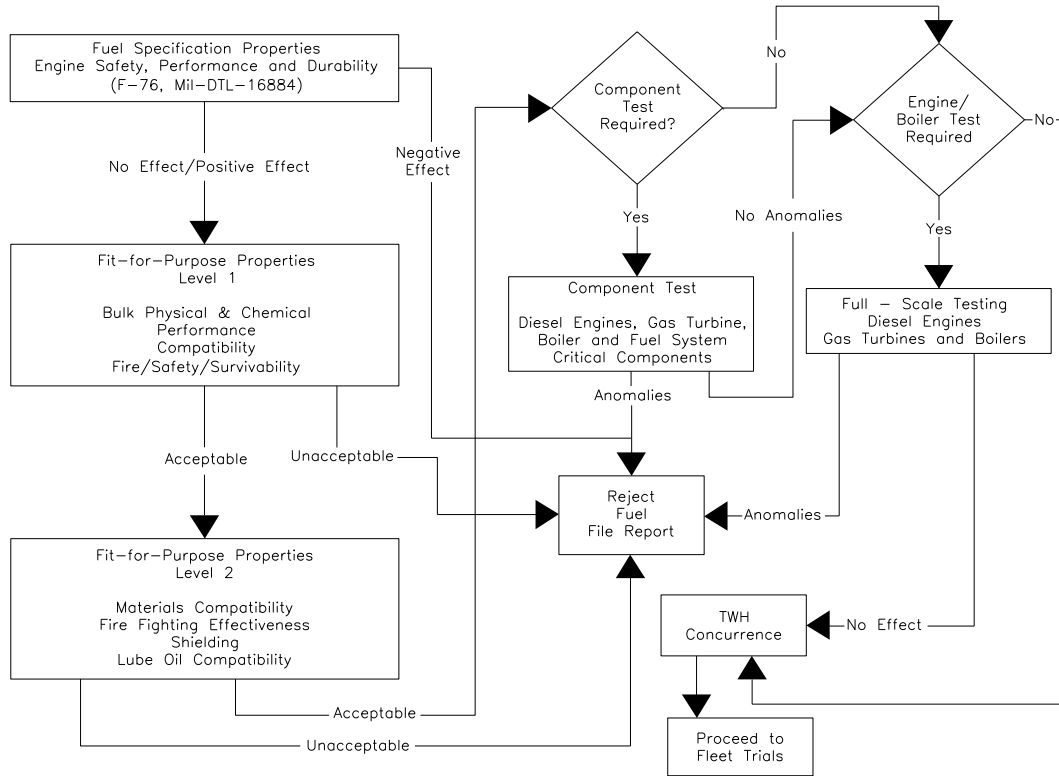 Fuel Specification Properties
Engine Safety, Performance and Durability
(F-76, Mil-DTL-16884)
No Effect/Positive Effect
Negative
Effect
Fit-for-Purpose Properties
Level 1
Bulk Physical & Chemical
Performance
Compatibility
Fire/Safety/Survivability
Acceptable
Unacceptable
Fit-for-Purpose Properties
Level 2
Materials Compatibility
Fire Fighting Effectiveness
Shielding
Lube Oil Compatibility
Acceptable
Unacceptable
Component
Test
Required?
No
Yes
Component Test
Diesel Engines, Gas Turbine,
Boiler and Fuel System
Critical Components
Anomalies
No Anomalies
Reject
Fuel
File Report
Engine/
Boiler Test
Required
No
Yes
Full - Scale Testing
Diesel Engines
Gas Turbines and Boilers
Anomalies
No Effect
TWH
Concurrence
Proceed to
Fleet Trials